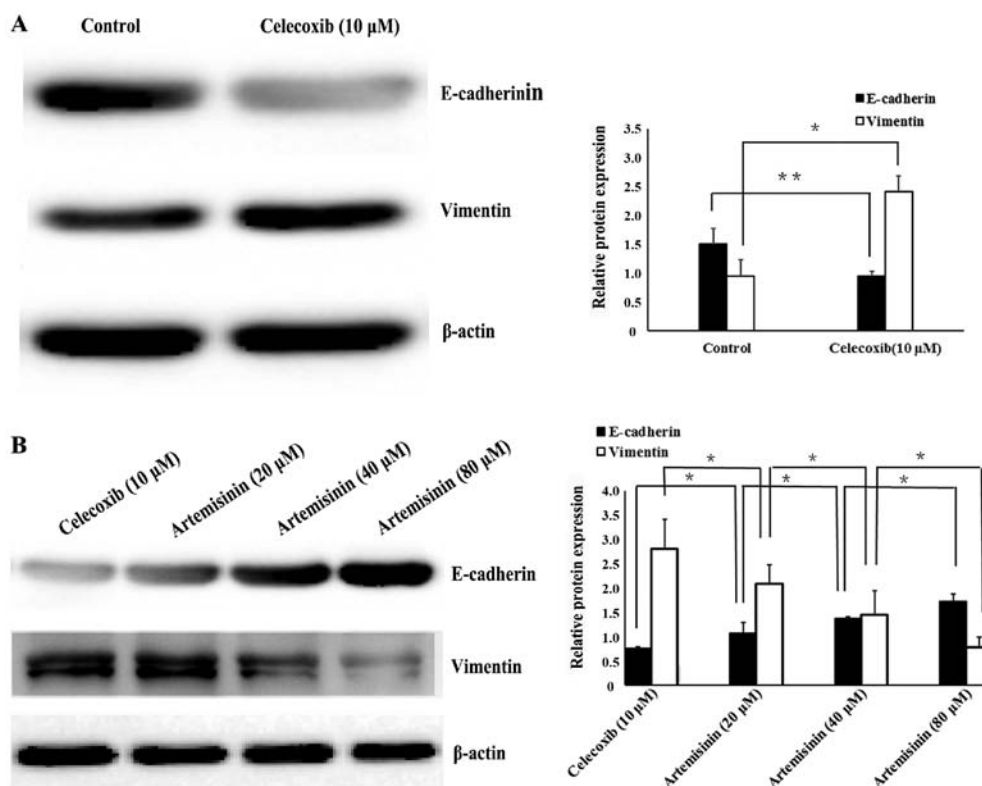 A
Control Celecoxib (10 µM)
E-cadherinin
Vimentin
β-actin
E-cadherin
Vimentin
* 
**
Relative protein expression
3.5
3.0
2.5
2.0
1.5
1.0
0.5
0
Control Celecoxib(10 µM)
B
Celecoxib (10 µM)
Artemisinin (20 µM)
Artemisinin (40 µM)
Artemisinin (80 µM)
E-cadherin
Vimentin
β-actin
E-cadherin
Vimentin
* * *
* * *
Relative protein expression
4.0
3.5
3.0
2.5
2.0
1.5
1.0
0.5
0
Celecoxib (10 µM)
Artemisinin (20 µM)
Artemisinin (40 µM)
Artemisinin (80 µM)